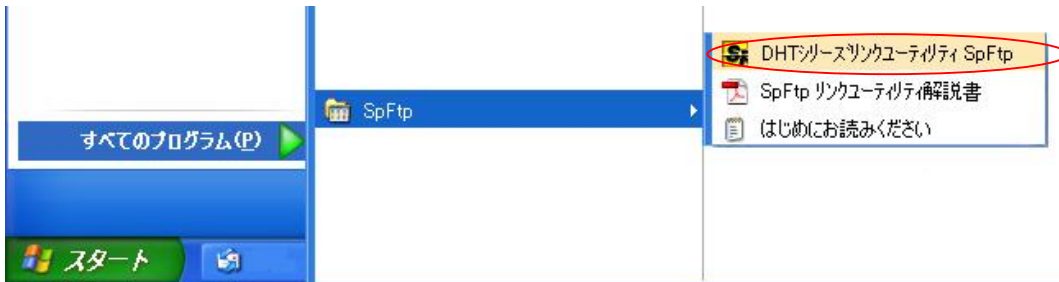 すべてのプログラム(P)
スタート
SpFtp
DHTシリーズリンクユーティリティ SpFtp
SpFtp リンクユーティリティ解説書
はじめにお読みください